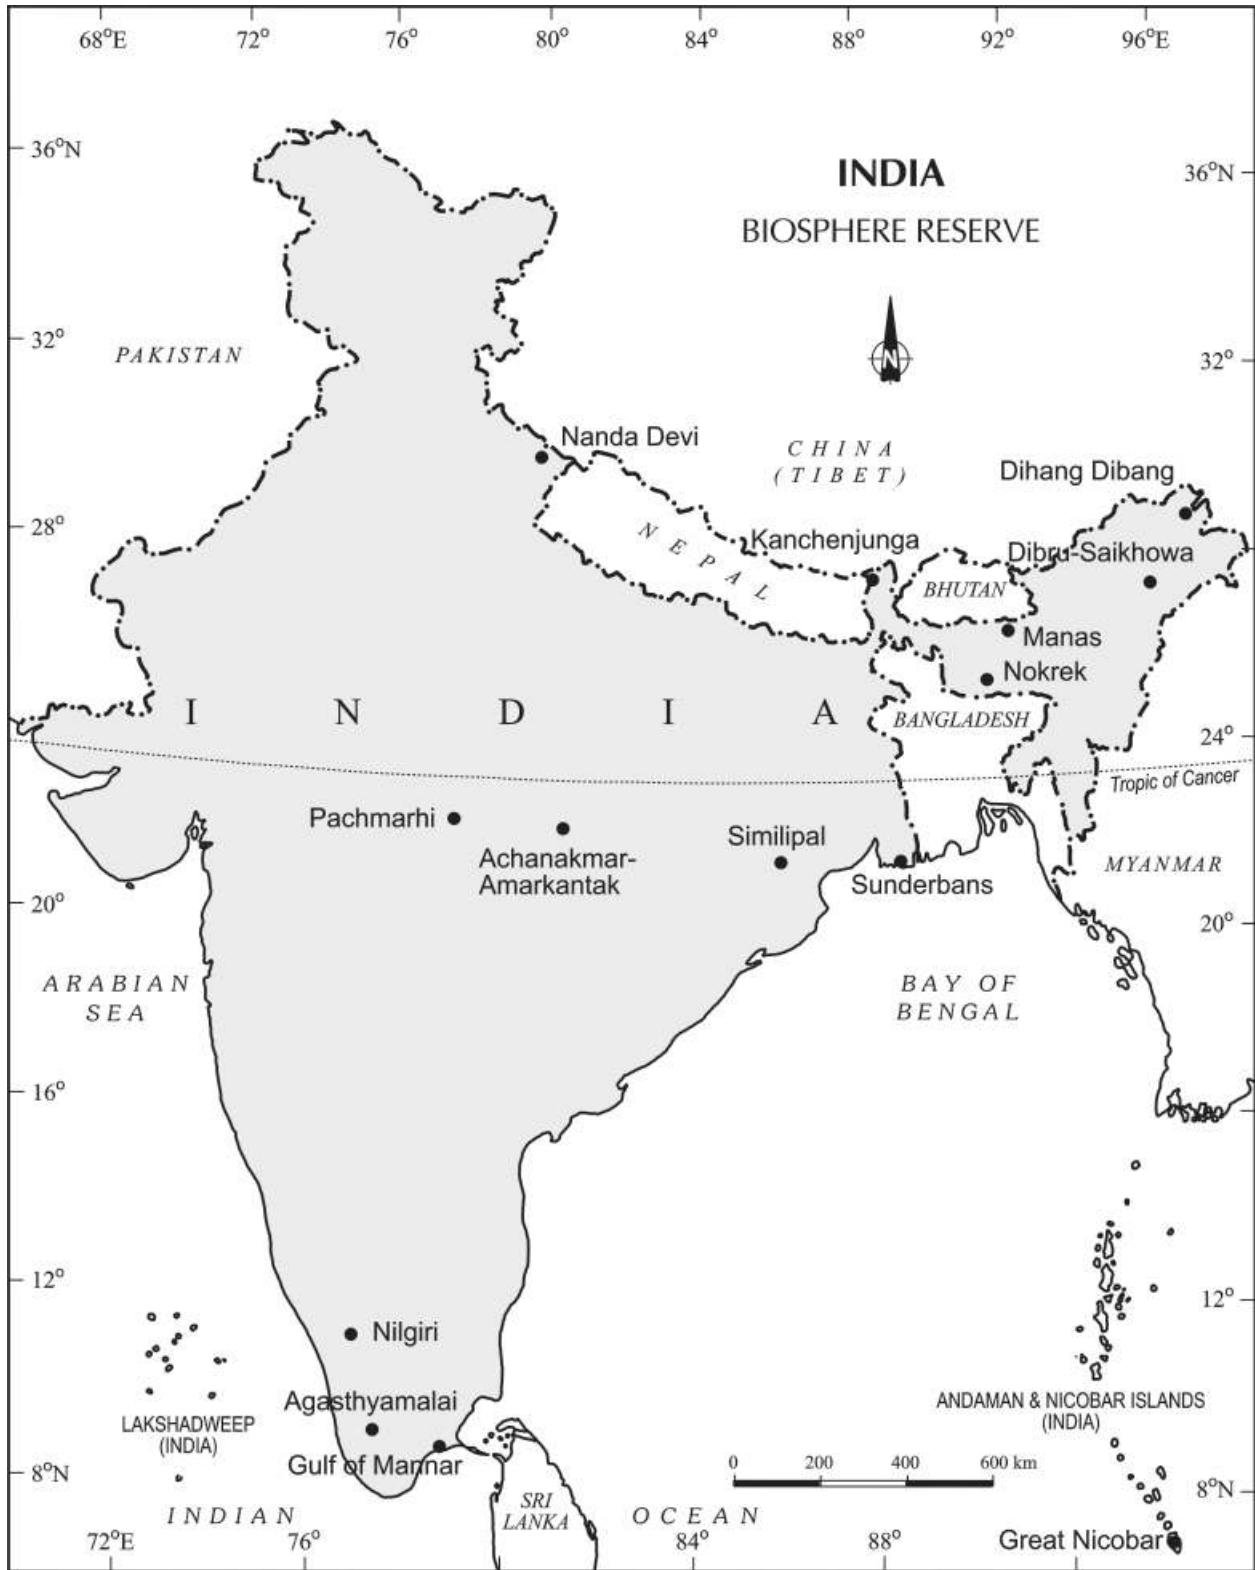 68°E 72° 76° 80° 84° 88° 92° 96°E
36°N
INDIA
36°N
BIOSPHERE RESERVE
32°
PAKISTAN
N
32°
Nanda Devi
CHINA
(TIBET)
Dihang Dibang
28°
NEPAL
Kanchenjunga
Dibru-Saikhowa
BHUTAN
Manas
Nokrek
INDIA
BANGLADESH
24°
Tropic of Cancer
Pachmarhi
Achanakmar-
Amarkantak
Similipal
Sunderbans
MYANMAR
20°
20°
ARABIAN
SEA
BAY OF
BENGAL
16°
12°
12°
Nilgiri
Agasthyamalai
LAKSHADWEEP
(INDIA)
ANDAMAN & NICOBAR ISLANDS
(INDIA)
Gulf of Mannar
8°N
0 200 400 600 km
8°N
SRI
LANKA
INDIAN OCEAN
Great Nicobar
72°E 76° 84° 88°